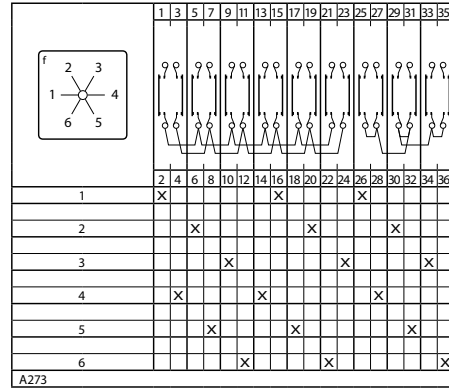 1 3 5 7 9 11 13 15 17 19 21 23 25 27 29 31 33 35
f
2 3
1 4
6 5
2 4 6 8 10 12 14 16 18 20 22 24 26 28 30 32 34 36
1 X X X
2 X X X
3 X X X
4 X X X
5 X X X
6 X X X
A273